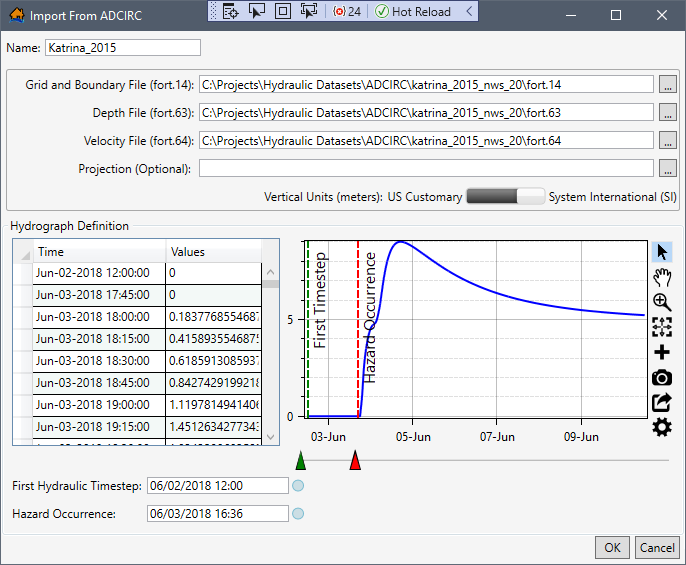 Import From ADCIRC
24
Hot Reload
Name: Katrina_2015
Grid and Boundary File (fort.14): C:\Projects\Hydraulic Datasets\ADCIRC\katrina_2015_nws_20\fort.14 ...
Depth File (fort.63): C:\Projects\Hydraulic Datasets\ADCIRC\katrina_2015_nws_20\fort.63 ...
Velocity File (fort.64): C:\Projects\Hydraulic Datasets\ADCIRC\katrina_2015_nws_20\fort.64 ...
Projection (Optional): ...
Vertical Units (meters): US Customary System International (SI)
Hydrograph Definition
Time Values
Jun-02-2018 12:00:00 0
Jun-03-2018 17:45:00 0
Jun-03-2018 18:00:00 0.1837768554687
Jun-03-2018 18:15:00 0.4158935546875
Jun-03-2018 18:30:00 0.6185913085937
Jun-03-2018 18:45:00 0.8427429199218
Jun-03-2018 19:00:00 1.1197814941406
Jun-03-2018 19:15:00 1.4512634277343
First Timestep
Hazard Occurrence
5
0
03-Jun 05-Jun 07-Jun 09-Jun
First Hydraulic Timestep: 06/02/2018 12:00
Hazard Occurrence: 06/03/2018 16:36
OK Cancel